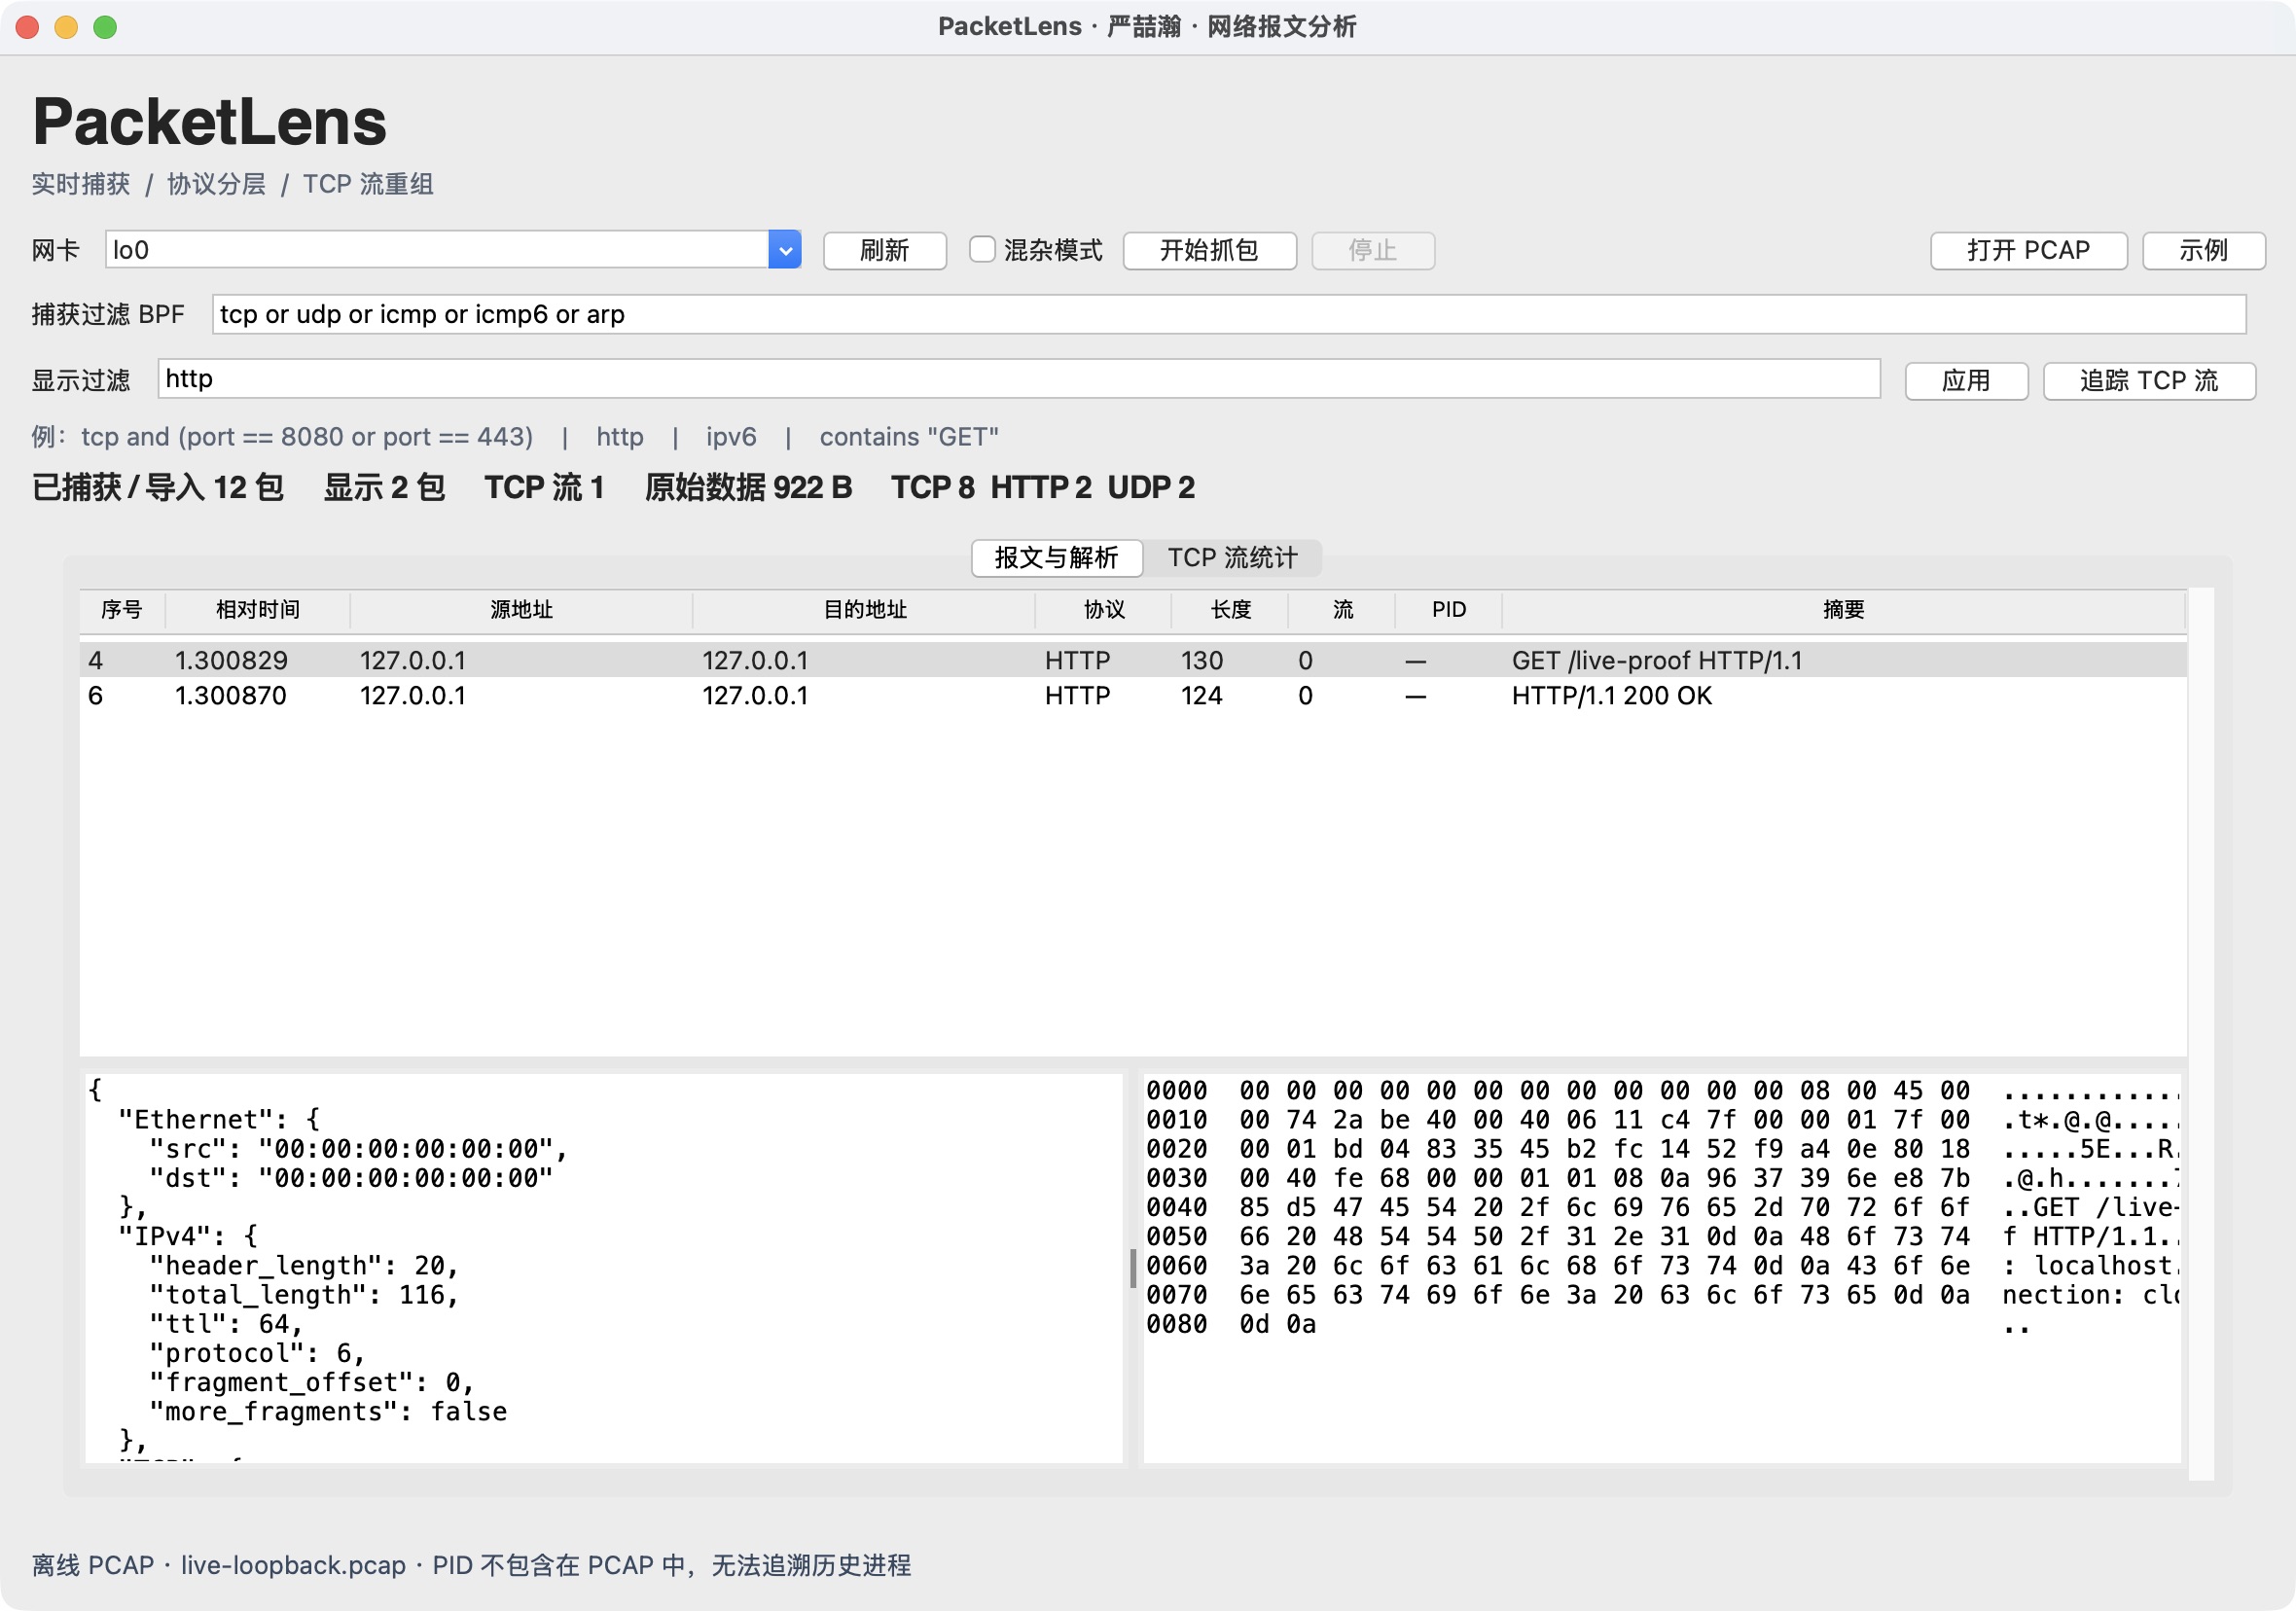 PacketLens · 严喆瀚 · 网络报文分析
PacketLens
实时捕获 / 协议分层 / TCP 流重组
网卡 lo0 刷新 混杂模式 开始抓包 停止 打开 PCAP 示例
捕获过滤 BPF tcp or udp or icmp or icmp6 or arp
显示过滤 http 应用 追踪 TCP 流
例：tcp and (port == 8080 or port == 443) | http | ipv6 | contains "GET"
已捕获 / 导入 12 包 显示 2 包 TCP 流 1 原始数据 922 B TCP 8 HTTP 2 UDP 2
报文与解析 TCP 流统计
序号 相对时间 源地址 目的地址 协议 长度 流 PID 摘要
4 1.300829 127.0.0.1 127.0.0.1 HTTP 130 0 — GET /live-proof HTTP/1.1
6 1.300870 127.0.0.1 127.0.0.1 HTTP 124 0 — HTTP/1.1 200 OK
{
"Ethernet": {
"src": "00:00:00:00:00:00",
"dst": "00:00:00:00:00:00"
},
"IPv4": {
"header_length": 20,
"total_length": 116,
"ttl": 64,
"protocol": 6,
"fragment_offset": 0,
"more_fragments": false
},
0000 00 00 00 00 00 00 00 00 00 00 00 00 08 00 45 00 ............
0010 00 74 2a be 40 00 40 06 11 c4 7f 00 00 01 7f 00 .t*.@.@.....
0020 00 01 bd 04 83 35 45 b2 fc 14 52 f9 a4 0e 80 18 .....5E...R.
0030 00 40 fe 68 00 00 01 01 08 0a 96 37 39 6e e8 7b .@.h.......7
0040 85 d5 47 45 54 20 2f 6c 69 76 65 2d 70 72 6f 6f ..GET /live-
0050 66 20 48 54 54 50 2f 31 2e 31 0d 0a 48 6f 73 74 f HTTP/1.1.
0060 3a 20 6c 6f 63 61 6c 68 6f 73 74 0d 0a 43 6f 6e : localhost.
0070 6e 65 63 74 69 6f 6e 3a 20 63 6c 6f 73 65 0d 0a nection: clo
0080 0d 0a ..
离线 PCAP · live-loopback.pcap · PID 不包含在 PCAP 中，无法追溯历史进程